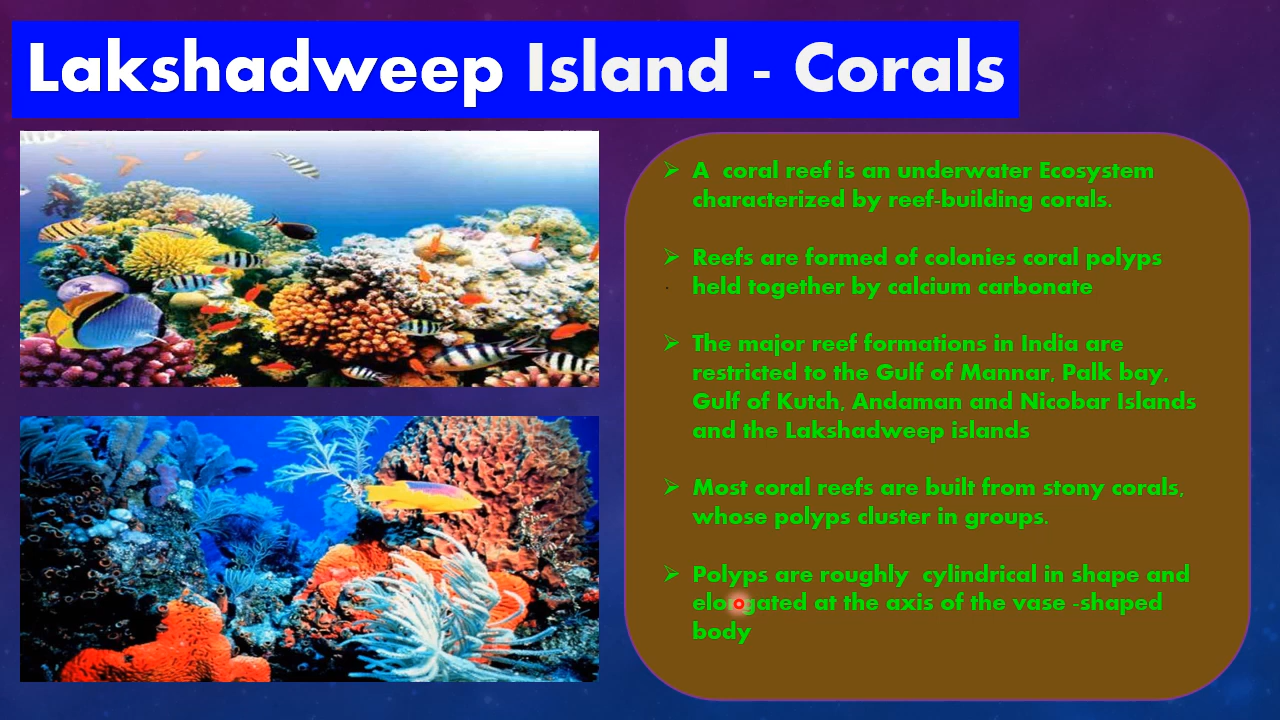 Lakshadweep Island - Corals
➢ A coral reef is an underwater Ecosystem
characterized by reef-building corals.
➢ Reefs are formed of colonies coral polyps
held together by calcium carbonate
➢ The major reef formations in India are
restricted to the Gulf of Mannar, Palk bay,
Gulf of Kutch, Andaman and Nicobar Islands
and the Lakshadweep islands
➢ Most coral reefs are built from stony corals,
whose polyps cluster in groups.
➢ Polyps are roughly cylindrical in shape and
elongated at the axis of the vase -shaped
body